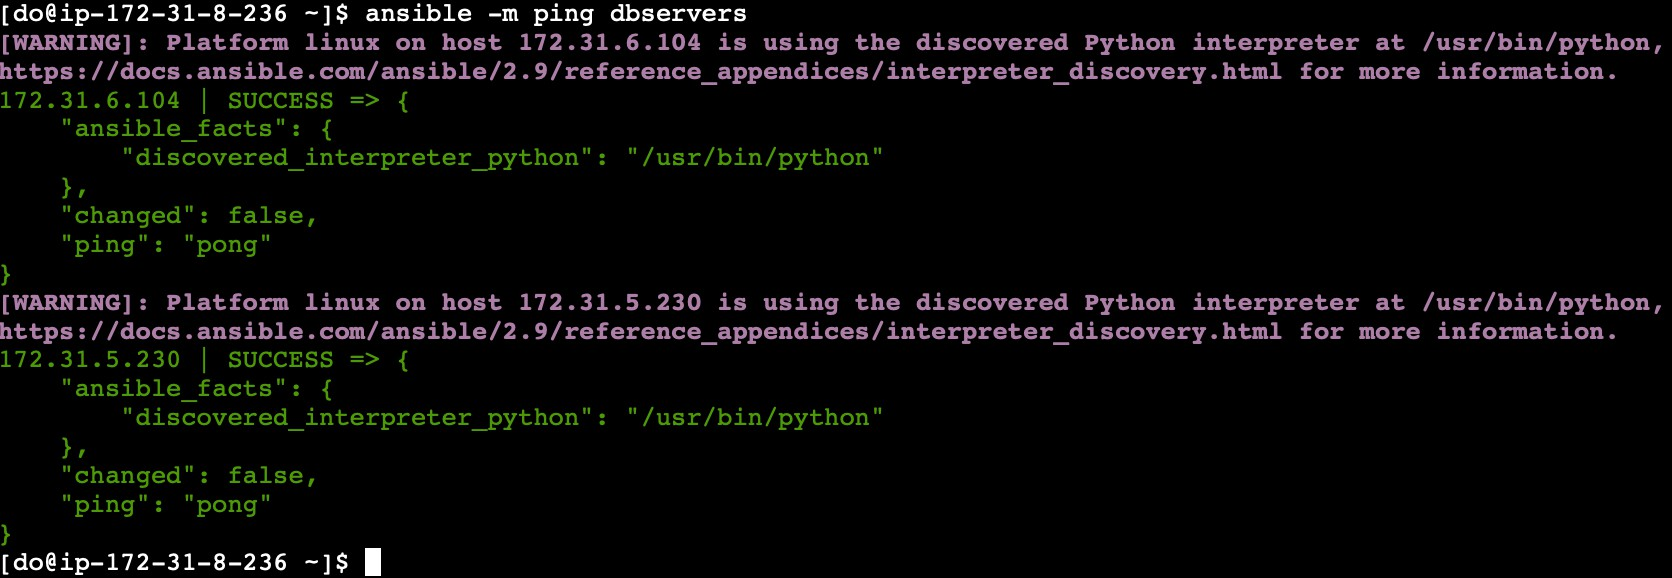 [do@ip-172-31-8-236 ~]$ ansible -m ping dbservers
[WARNING]: Platform linux on host 172.31.6.104 is using the discovered Python interpreter at /usr/bin/python,
https://docs.ansible.com/ansible/2.9/reference_appendices/interpreter_discovery.html for more information.
172.31.6.104 | SUCCESS => {
    "ansible_facts": {
        "discovered_interpreter_python": "/usr/bin/python"
    },
    "changed": false,
    "ping": "pong"
}
[WARNING]: Platform linux on host 172.31.5.230 is using the discovered Python interpreter at /usr/bin/python,
https://docs.ansible.com/ansible/2.9/reference_appendices/interpreter_discovery.html for more information.
172.31.5.230 | SUCCESS => {
    "ansible_facts": {
        "discovered_interpreter_python": "/usr/bin/python"
    },
    "changed": false,
    "ping": "pong"
}
[do@ip-172-31-8-236 ~]$